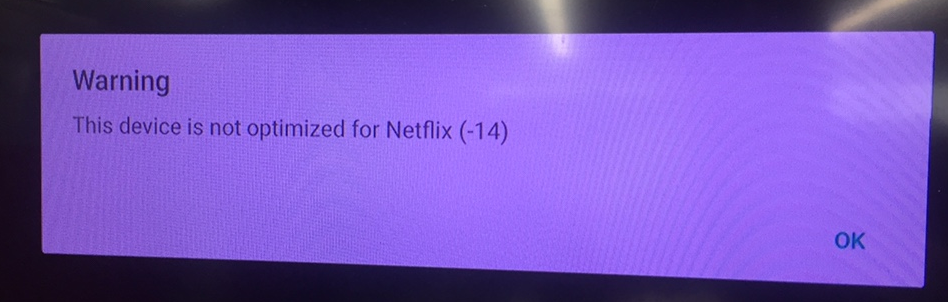 Warning
This device is not optimized for Netflix (-14)
OK